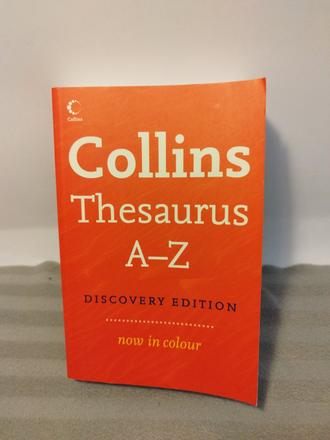 Collins
Collins
Thesaurus
A–Z
DISCOVERY EDITION
now in colour